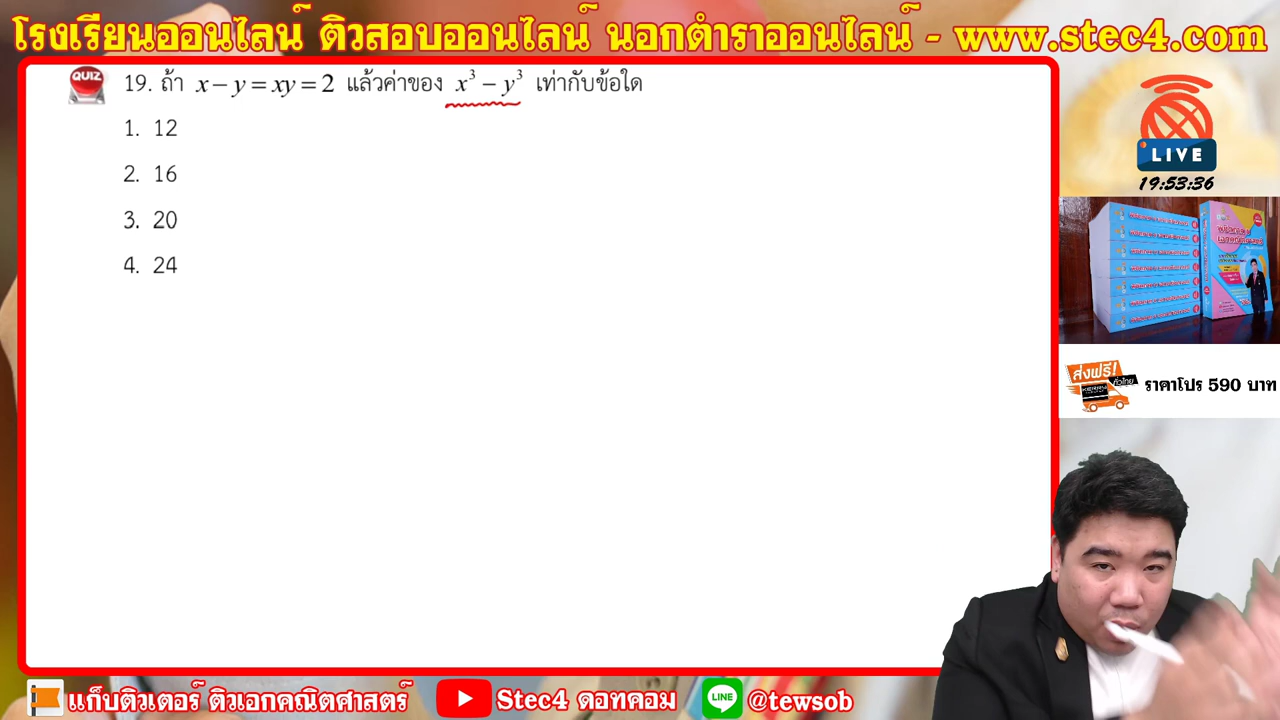 โรงเรียนออนไลน์ ติวสอบออนไลน์ นอกตำราออนไลน์ - www.stec4.com
QUIZ
19. ถ้า x − y = xy = 2 แล้วค่าของ x³ − y³ เท่ากับข้อใด
1. 12
2. 16
3. 20
4. 24
LIVE
19:53:36
ส่งฟรี!
ทั่วไทย
ราคาโปร 590 บาท
แก๊บติวเตอร์ ติวเอกคณิตศาสตร์
Stec4 ดอทคอม
LINE
@tewsob